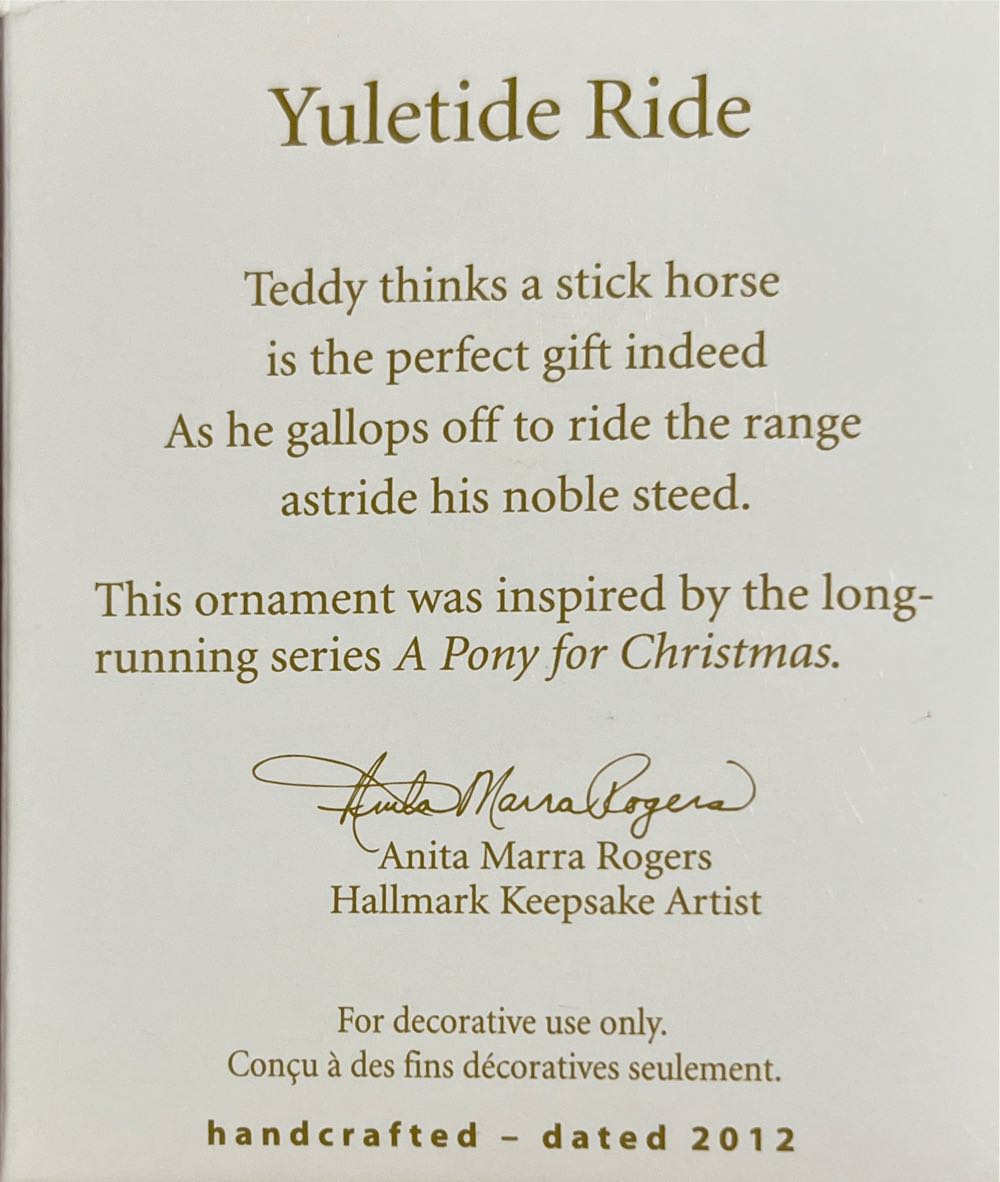 Yuletide Ride
Teddy thinks a stick horse
is the perfect gift indeed
As he gallops off to ride the range
astride his noble steed.
This ornament was inspired by the long-
running series A Pony for Christmas.
Anita Marra Rogers
Anita Marra Rogers
Hallmark Keepsake Artist
For decorative use only.
Conçu à des fins décoratives seulement.
handcrafted – dated 2012